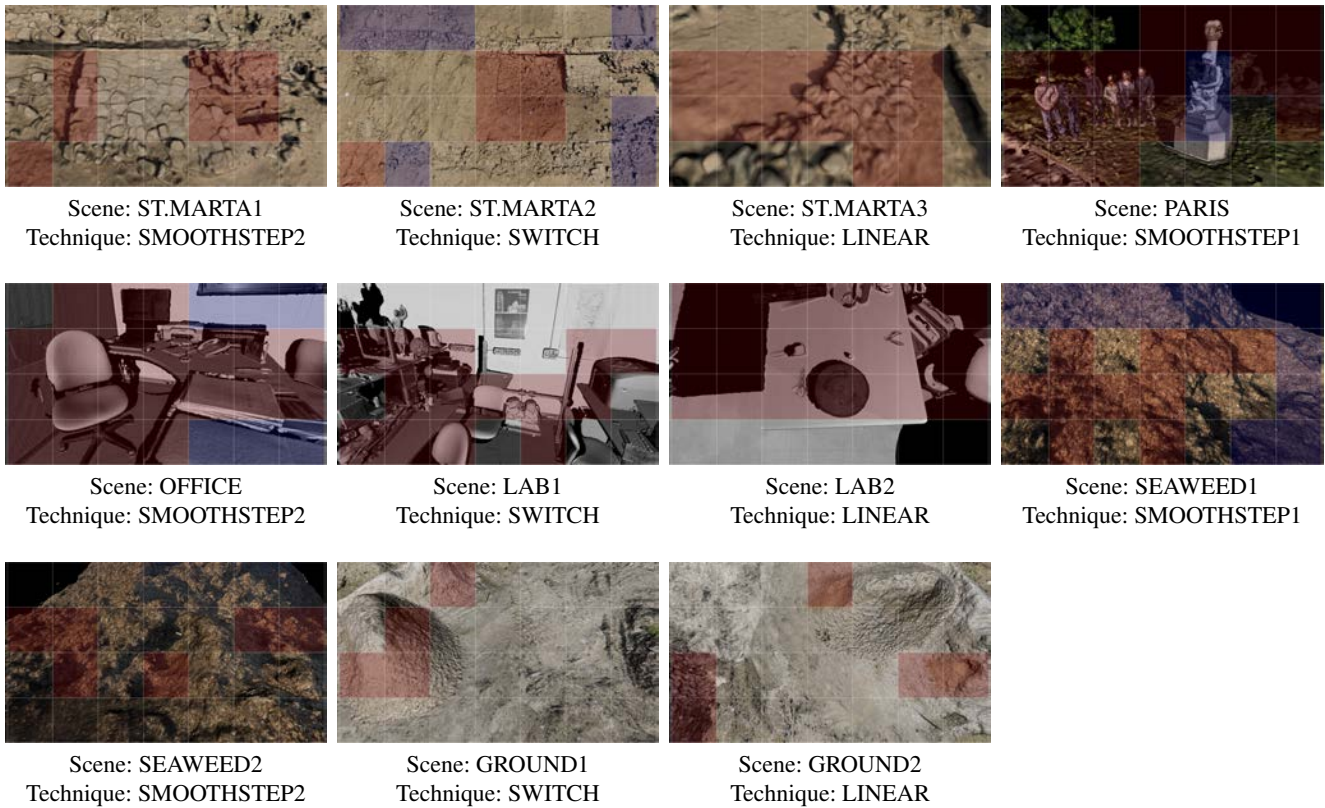 Scene: ST.MARTA1
Technique: SMOOTHSTEP2
Scene: ST.MARTA2
Technique: SWITCH
Scene: ST.MARTA3
Technique: LINEAR
Scene: PARIS
Technique: SMOOTHSTEP1
Scene: OFFICE
Technique: SMOOTHSTEP2
Scene: LAB1
Technique: SWITCH
Scene: LAB2
Technique: LINEAR
Scene: SEAWEED1
Technique: SMOOTHSTEP1
Scene: SEAWEED2
Technique: SMOOTHSTEP2
Scene: GROUND1
Technique: SWITCH
Scene: GROUND2
Technique: LINEAR